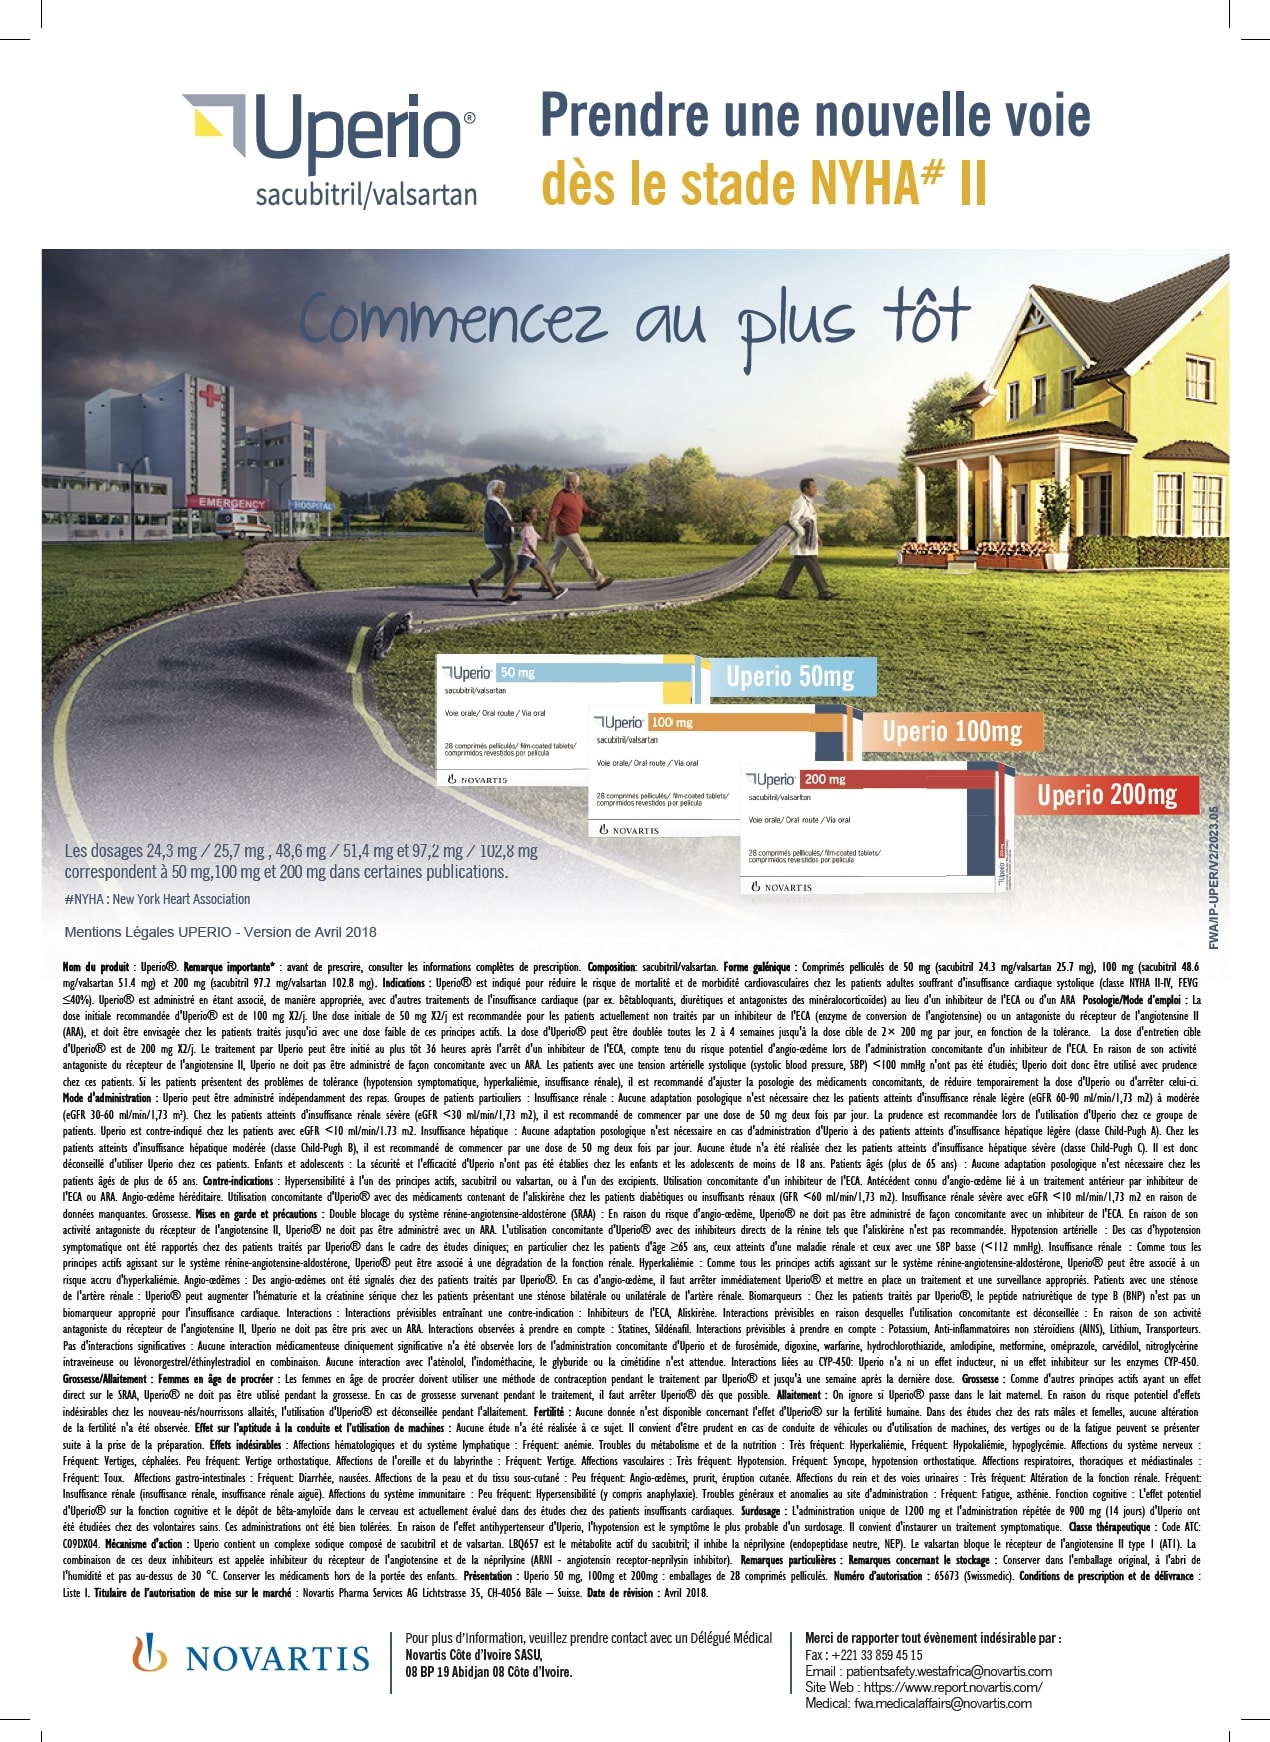 Uperio®
sacubitril/valsartan
Prendre une nouvelle voie
dès le stade NYHA# II
Commencez au plus tôt
EMERGENCY
HOSPITAL
Uperio® 50 mg
sacubitril/valsartan
Voie orale/ Oral route / Via oral
28 comprimés pelliculés/ film-coated tablets/
comprimidos revestidos por película
NOVARTIS
Uperio 50mg
Uperio® 100 mg
sacubitril/valsartan
Voie orale/ Oral route / Via oral
28 comprimés pelliculés/ film-coated tablets/
comprimidos revestidos por película
NOVARTIS
Uperio 100mg
Uperio® 200 mg
sacubitril/valsartan
Voie orale/ Oral route / Via oral
28 comprimés pelliculés/ film-coated tablets/
comprimidos revestidos por película
NOVARTIS
Uperio 200mg
FWA/IP-UPER/V2/2023.05
Les dosages 24,3 mg / 25,7 mg , 48,6 mg / 51,4 mg et 97,2 mg / 102,8 mg
correspondent à 50 mg,100 mg et 200 mg dans certaines publications.
#NYHA : New York Heart Association
Mentions Légales UPERIO - Version de Avril 2018
Nom du produit : Uperio®. Remarque importante* : avant de prescrire, consulter les informations complètes de prescription. Composition: sacubitril/valsartan. Forme galénique : Comprimés pelliculés de 50 mg (sacubitril 24.3 mg/valsartan 25.7 mg), 100 mg (sacubitril 48.6
mg/valsartan 51.4 mg) et 200 mg (sacubitril 97.2 mg/valsartan 102.8 mg). Indications : Uperio® est indiqué pour réduire le risque de mortalité et de morbidité cardiovasculaires chez les patients adultes souffrant d'insuffisance cardiaque systolique (classe NYHA II-IV, FEVG
≤40%). Uperio® est administré en étant associé, de manière appropriée, avec d'autres traitements de l'insuffisance cardiaque (par ex. bêtabloquants, diurétiques et antagonistes des minéralocorticoïdes) au lieu d'un inhibiteur de l'ECA ou d'un ARA Posologie/Mode d'emploi : La
dose initiale recommandée d'Uperio® est de 100 mg X2/j. Une dose initiale de 50 mg X2/j est recommandée pour les patients actuellement non traités par un inhibiteur de l'ECA (enzyme de conversion de l'angiotensine) ou un antagoniste du récepteur de l'angiotensine II
(ARA), et doit être envisagée chez les patients traités jusqu'ici avec une dose faible de ces principes actifs. La dose d'Uperio® peut être doublée toutes les 2 à 4 semaines jusqu'à la dose cible de 2× 200 mg par jour, en fonction de la tolérance. La dose d'entretien cible
d'Uperio® est de 200 mg X2/j. Le traitement par Uperio peut être initié au plus tôt 36 heures après l'arrêt d'un inhibiteur de l'ECA, compte tenu du risque potentiel d'angio-œdème lors de l'administration concomitante d'un inhibiteur de l'ECA. En raison de son activité
antagoniste du récepteur de l'angiotensine II, Uperio ne doit pas être administré de façon concomitante avec un ARA. Les patients avec une tension artérielle systolique (systolic blood pressure, SBP) <100 mmHg n'ont pas été étudiés; Uperio doit donc être utilisé avec prudence
chez ces patients. Si les patients présentent des problèmes de tolérance (hypotension symptomatique, hyperkaliémie, insuffisance rénale), il est recommandé d'ajuster la posologie des médicaments concomitants, de réduire temporairement la dose d'Uperio ou d'arrêter celui-ci.
Mode d'administration : Uperio peut être administré indépendamment des repas. Groupes de patients particuliers : Insuffisance rénale : Aucune adaptation posologique n'est nécessaire chez les patients atteints d'insuffisance rénale légère (eGFR 60-90 ml/min/1,73 m2) à modérée
(eGFR 30-60 ml/min/1,73 m²). Chez les patients atteints d'insuffisance rénale sévère (eGFR <30 ml/min/1,73 m2), il est recommandé de commencer par une dose de 50 mg deux fois par jour. La prudence est recommandée lors de l'utilisation d'Uperio chez ce groupe de
patients. Uperio est contre-indiqué chez les patients avec eGFR <10 ml/min/1.73 m2. Insuffisance hépatique : Aucune adaptation posologique n'est nécessaire en cas d'administration d'Uperio à des patients atteints d'insuffisance hépatique légère (classe Child-Pugh A). Chez les
patients atteints d'insuffisance hépatique modérée (classe Child-Pugh B), il est recommandé de commencer par une dose de 50 mg deux fois par jour. Aucune étude n'a été réalisée chez les patients atteints d'insuffisance hépatique sévère (classe Child-Pugh C). Il est donc
déconseillé d'utiliser Uperio chez ces patients. Enfants et adolescents : La sécurité et l'efficacité d'Uperio n'ont pas été établies chez les enfants et les adolescents de moins de 18 ans. Patients âgés (plus de 65 ans) : Aucune adaptation posologique n'est nécessaire chez les
patients âgés de plus de 65 ans. Contre-indications : Hypersensibilité à l'un des principes actifs, sacubitril ou valsartan, ou à l'un des excipients. Utilisation concomitante d'un inhibiteur de l'ECA. Antécédent connu d'angio-œdème lié à un traitement antérieur par inhibiteur de
l'ECA ou ARA. Angio-œdème héréditaire. Utilisation concomitante d'Uperio® avec des médicaments contenant de l'aliskirène chez les patients diabétiques ou insuffisants rénaux (GFR <60 ml/min/1,73 m2). Insuffisance rénale sévère avec eGFR <10 ml/min/1,73 m2 en raison de
données manquantes. Grossesse. Mises en garde et précautions : Double blocage du système rénine-angiotensine-aldostérone (SRAA) : En raison du risque d'angio-œdème, Uperio® ne doit pas être administré de façon concomitante avec un inhibiteur de l'ECA. En raison de son
activité antagoniste du récepteur de l'angiotensine II, Uperio® ne doit pas être administré avec un ARA. L'utilisation concomitante d'Uperio® avec des inhibiteurs directs de la rénine tels que l'aliskirène n'est pas recommandée. Hypotension artérielle : Des cas d'hypotension
symptomatique ont été rapportés chez des patients traités par Uperio® dans le cadre des études cliniques; en particulier chez les patients d'âge ≥65 ans, ceux atteints d'une maladie rénale et ceux avec une SBP basse (<112 mmHg). Insuffisance rénale : Comme tous les
principes actifs agissant sur le système rénine-angiotensine-aldostérone, Uperio® peut être associé à une dégradation de la fonction rénale. Hyperkaliémie : Comme tous les principes actifs agissant sur le système rénine-angiotensine-aldostérone, Uperio® peut être associé à un
risque accru d'hyperkaliémie. Angio-œdèmes : Des angio-œdèmes ont été signalés chez des patients traités par Uperio®. En cas d'angio-œdème, il faut arrêter immédiatement Uperio® et mettre en place un traitement et une surveillance appropriés. Patients avec une sténose
de l'artère rénale : Uperio® peut augmenter l'hématurie et la créatinine sérique chez les patients présentant une sténose bilatérale ou unilatérale de l'artère rénale. Biomarqueurs : Chez les patients traités par Uperio®, le peptide natriurétique de type B (BNP) n'est pas un
biomarqueur approprié pour l'insuffisance cardiaque. Interactions : Interactions prévisibles entraînant une contre-indication : Inhibiteurs de l'ECA, Aliskirène. Interactions prévisibles en raison desquelles l'utilisation concomitante est déconseillée : En raison de son activité
antagoniste du récepteur de l'angiotensine II, Uperio ne doit pas être pris avec un ARA. Interactions observées à prendre en compte : Statines, Sildénafil. Interactions prévisibles à prendre en compte : Potassium, Anti-inflammatoires non stéroïdiens (AINS), Lithium, Transporteurs.
Pas d'interactions significatives : Aucune interaction médicamenteuse cliniquement significative n'a été observée lors de l'administration concomitante d'Uperio et de furosémide, digoxine, warfarine, hydrochlorothiazide, amlodipine, metformine, oméprazole, carvédilol, nitroglycérine
intraveineuse ou lévonorgestrel/éthinylestradiol en combinaison. Aucune interaction avec l'aténolol, l'indométhacine, le glyburide ou la cimétidine n'est attendue. Interactions liées au CYP-450: Uperio n'a ni un effet inducteur, ni un effet inhibiteur sur les enzymes CYP-450.
Grossesse/Allaitement : Femmes en âge de procréer : Les femmes en âge de procréer doivent utiliser une méthode de contraception pendant le traitement par Uperio® et jusqu'à une semaine après la dernière dose. Grossesse : Comme d'autres principes actifs ayant un effet
direct sur le SRAA, Uperio® ne doit pas être utilisé pendant la grossesse. En cas de grossesse survenant pendant le traitement, il faut arrêter Uperio® dès que possible. Allaitement : On ignore si Uperio® passe dans le lait maternel. En raison du risque potentiel d'effets
indésirables chez les nouveau-nés/nourrissons allaités, l'utilisation d'Uperio® est déconseillée pendant l'allaitement. Fertilité : Aucune donnée n'est disponible concernant l'effet d'Uperio® sur la fertilité humaine. Dans des études chez des rats mâles et femelles, aucune altération
de la fertilité n'a été observée. Effet sur l'aptitude à la conduite et l'utilisation de machines : Aucune étude n'a été réalisée à ce sujet. Il convient d'être prudent en cas de conduite de véhicules ou d'utilisation de machines, des vertiges ou de la fatigue peuvent se présenter
suite à la prise de la préparation. Effets indésirables : Affections hématologiques et du système lymphatique : Fréquent: anémie. Troubles du métabolisme et de la nutrition : Très fréquent: Hyperkaliémie, Fréquent: Hypokaliémie, hypoglycémie. Affections du système nerveux :
Fréquent: Vertiges, céphalées. Peu fréquent: Vertige orthostatique. Affections de l'oreille et du labyrinthe : Fréquent: Vertige. Affections vasculaires : Très fréquent: Hypotension. Fréquent: Syncope, hypotension orthostatique. Affections respiratoires, thoraciques et médiastinales :
Fréquent: Toux. Affections gastro-intestinales : Fréquent: Diarrhée, nausées. Affections de la peau et du tissu sous-cutané : Peu fréquent: Angio-œdèmes, prurit, éruption cutanée. Affections du rein et des voies urinaires : Très fréquent: Altération de la fonction rénale. Fréquent:
Insuffisance rénale (insuffisance rénale, insuffisance rénale aiguë). Affections du système immunitaire : Peu fréquent: Hypersensibilité (y compris anaphylaxie). Troubles généraux et anomalies au site d'administration : Fréquent: Fatigue, asthénie. Fonction cognitive : L'effet potentiel
d'Uperio® sur la fonction cognitive et le dépôt de bêta-amyloïde dans le cerveau est actuellement évalué dans des études chez des patients insuffisants cardiaques. Surdosage : L'administration unique de 1200 mg et l'administration répétée de 900 mg (14 jours) d'Uperio ont
été étudiées chez des volontaires sains. Ces administrations ont été bien tolérées. En raison de l'effet antihypertenseur d'Uperio, l'hypotension est le symptôme le plus probable d'un surdosage. Il convient d'instaurer un traitement symptomatique. Classe thérapeutique : Code ATC:
C09DX04. Mécanisme d'action : Uperio contient un complexe sodique composé de sacubitril et de valsartan. LBQ657 est le métabolite actif du sacubitril; il inhibe la néprilysine (endopeptidase neutre, NEP). Le valsartan bloque le récepteur de l'angiotensine II type 1 (AT1). La
combinaison de ces deux inhibiteurs est appelée inhibiteur du récepteur de l'angiotensine et de la néprilysine (ARNI - angiotensin receptor-neprilysin inhibitor). Remarques particulières : Remarques concernant le stockage : Conserver dans l'emballage original, à l'abri de
l'humidité et pas au-dessus de 30 °C. Conserver les médicaments hors de la portée des enfants. Présentation : Uperio 50 mg, 100mg et 200mg : emballages de 28 comprimés pelliculés. Numéro d'autorisation : 65673 (Swissmedic). Conditions de prescription et de délivrance :
Liste I. Titulaire de l'autorisation de mise sur le marché : Novartis Pharma Services AG Lichtstrasse 35, CH-4056 Bâle – Suisse. Date de révision : Avril 2018.
NOVARTIS
Pour plus d'Information, veuillez prendre contact avec un Délégué Médical
Novartis Côte d'Ivoire SASU,
08 BP 19 Abidjan 08 Côte d'Ivoire.
Merci de rapporter tout évènement indésirable par :
Fax : +221 33 859 45 15
Email : patientsafety.westafrica@novartis.com
Site Web : https://www.report.novartis.com/
Medical: fwa.medicalaffairs@novartis.com